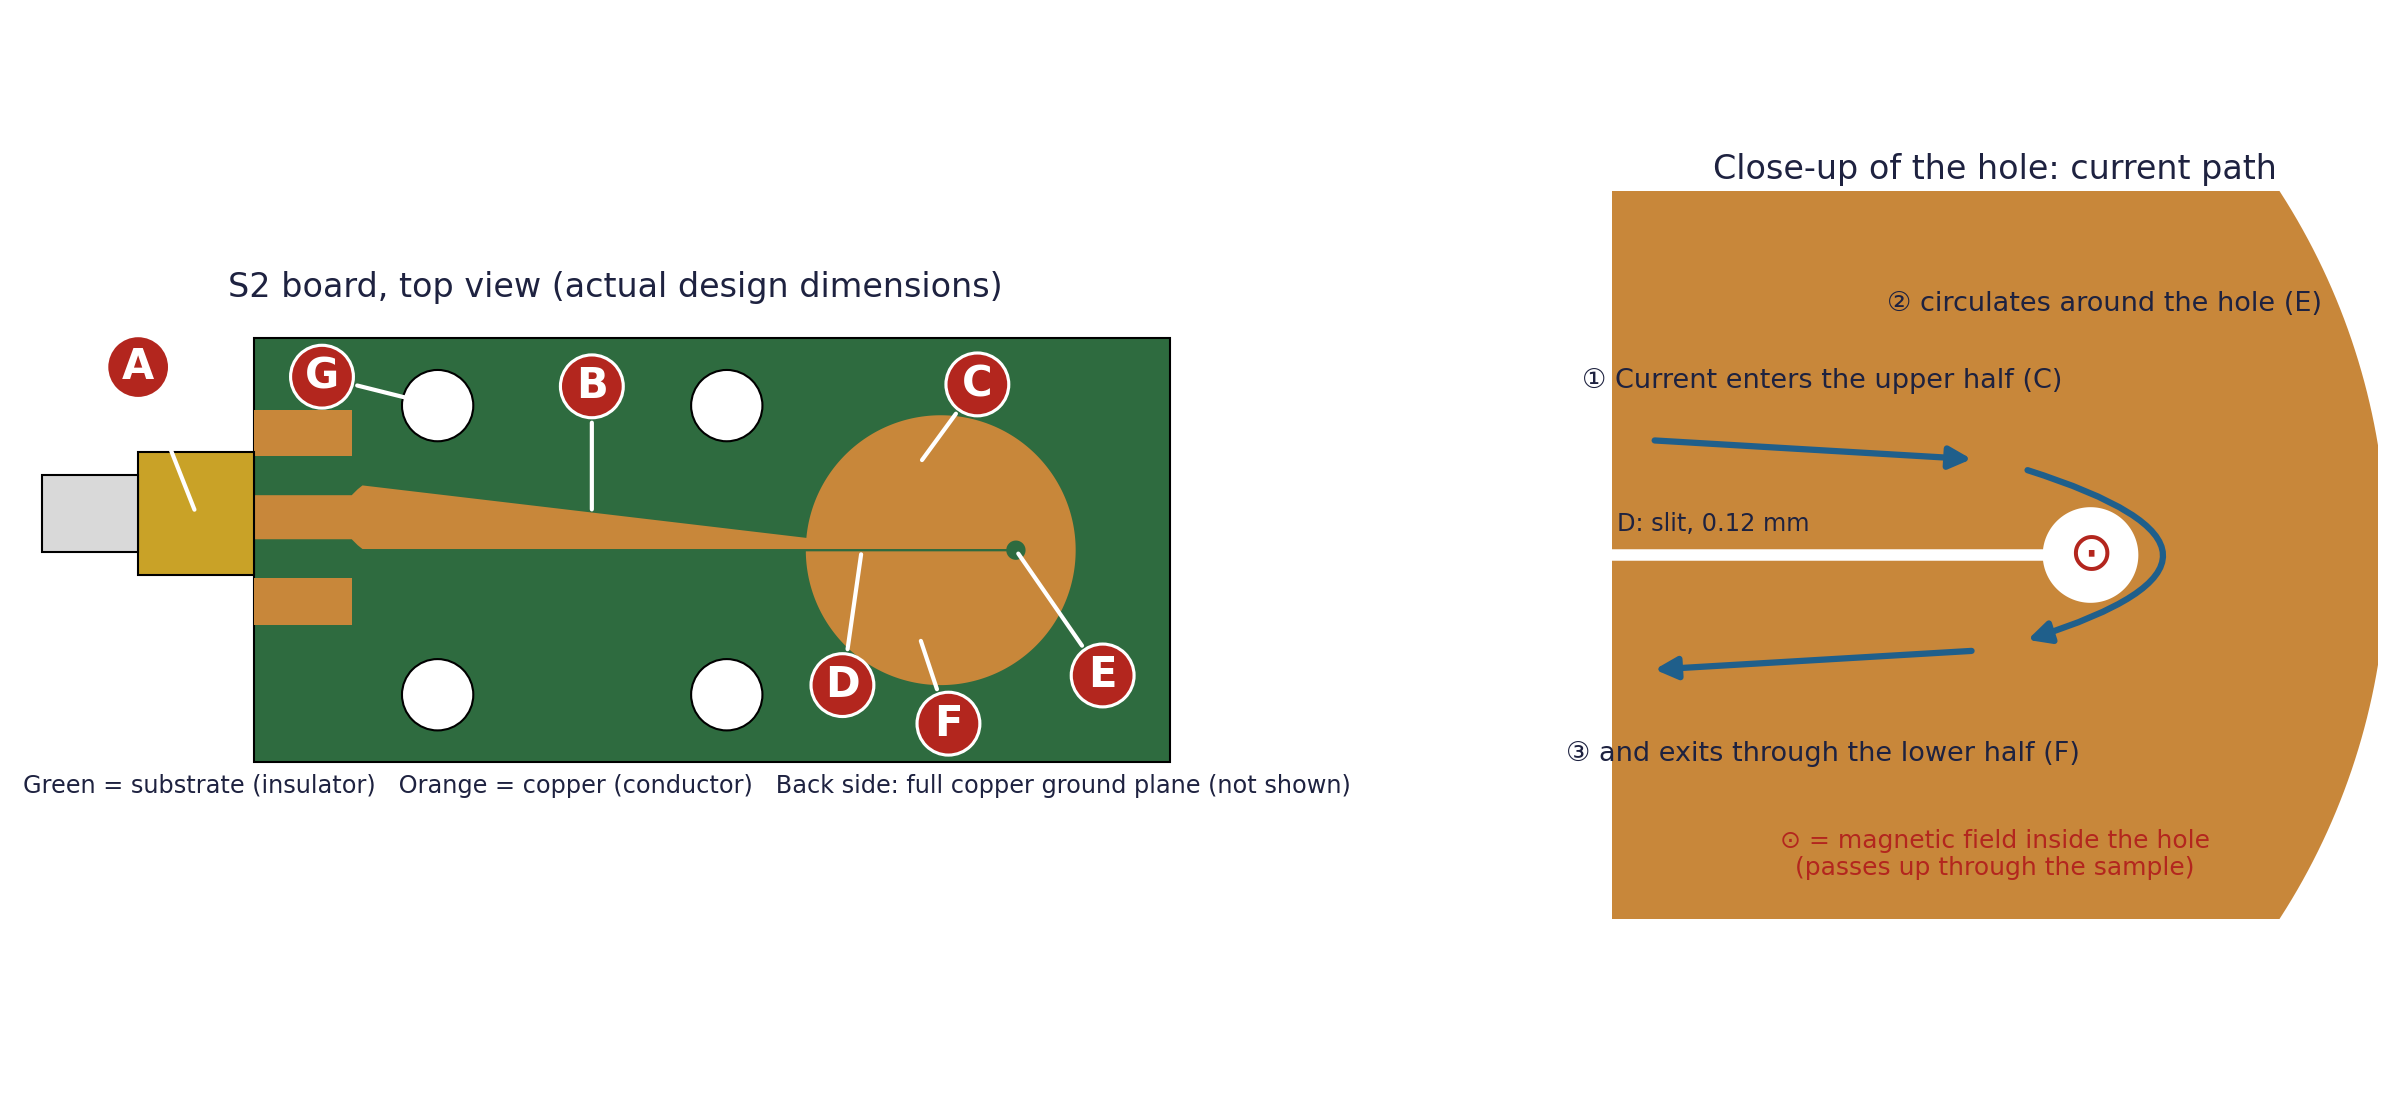 S2 board, top view (actual design dimensions)
A
G
B
C
D
F
E
Green = substrate (insulator)   Orange = copper (conductor)   Back side: full copper ground plane (not shown)
Close-up of the hole: current path
② circulates around the hole (E)
① Current enters the upper half (C)
D: slit, 0.12 mm
⊙
③ and exits through the lower half (F)
⊙ = magnetic field inside the hole
(passes up through the sample)